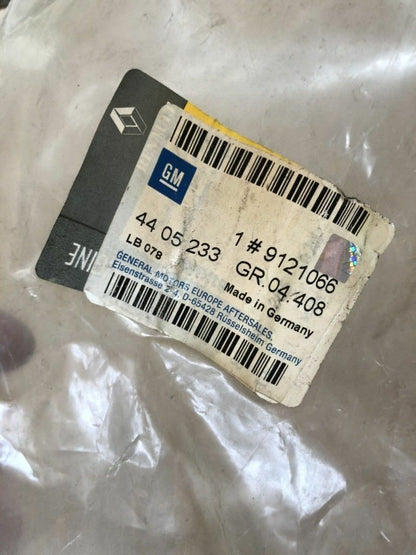 GM
44 05 233
1 # 9121066
LB 078
GR. 04.408
Made in Germany
GENERAL MOTORS EUROPE AFTERSALES.
Eisenstrasse 2-4, D-65428 Rüsselsheim Germany